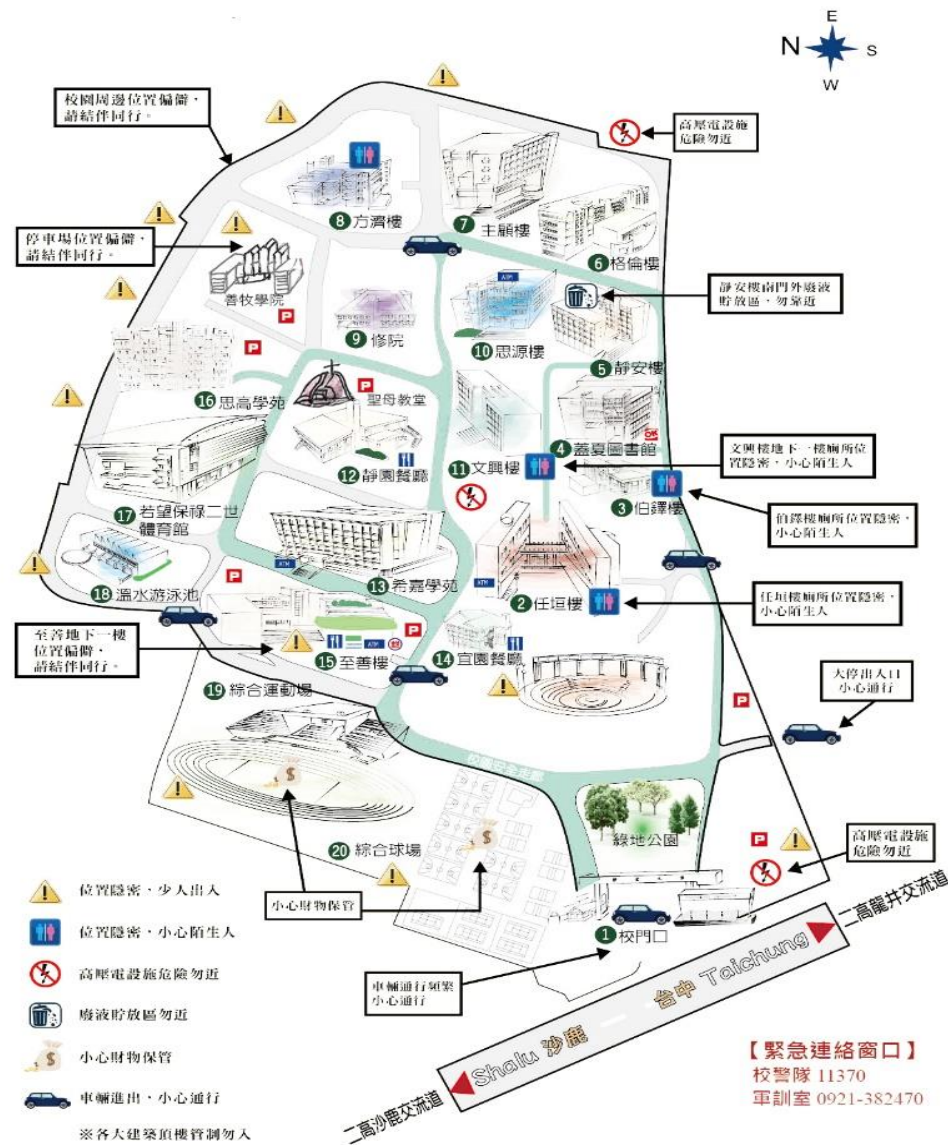 E
N
S
W
校園周邊位置偏僻，
請結伴同行。
高壓電設施
危險勿近
8 方濟樓
7 主顧樓
6 格倫樓
停車場位置偏僻，
請結伴同行。
善牧學院
P
ATM
靜安樓南門外廢液
貯放區，勿靠近
9 修院
10 思源樓
5 靜安樓
P
16 思高學苑
P
聖母教堂
4 蓋夏圖書館
OK
12 靜園餐廳
11 文興樓
文興樓地下一樓廁所位
置隱密，小心陌生人
3 伯鐸樓
伯鐸樓廁所位置隱密，
小心陌生人
17 若望保祿二世
體育館
ATM
ATM
18 溫水游泳池
P
13 希嘉學苑
2 任垣樓
任垣樓廁所位置隱密，
小心陌生人
至善地下一樓
位置偏僻，
請結伴同行。
ATM
P
15 至善樓
14 宜園餐廳
大停出入口
小心通行
P
19 綜合運動場
校園安全走廊
$
綠地公園
$
20 綜合球場
P
高壓電設施
危險勿近
小心財物保管
1 校門口
車輛通行頻繁
小心通行
二高龍井交流道
台中 Taichung
Shalu 沙鹿
二高沙鹿交流道
位置隱密，少人出入
位置隱密，小心陌生人
高壓電設施危險勿近
廢液貯放區勿近
$ 小心財物保管
車輛進出，小心通行
※各大建築頂樓管制勿入
【緊急連絡窗口】
校警隊 11370
軍訓室 0921-382470